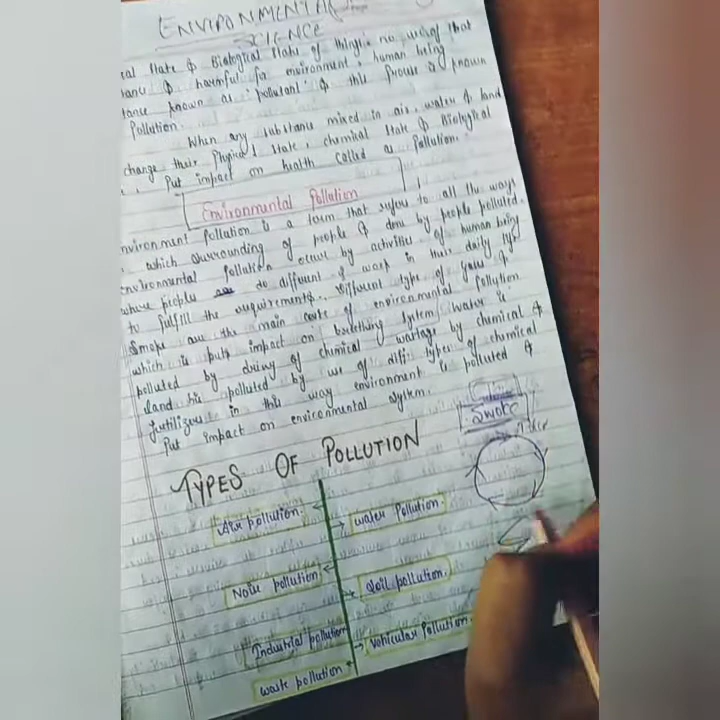 ENVIRONMENTAL
SCIENCE
cal state & Biological state of things no, using of that
tance & harmful for environment, human being
tance known as 'pollutant' & this process is known
Pollution.
When any substance mixed in air, water & land
change their Physical state, chemical state & Biological
Put impact on health called as Pollution.
Environmental Pollution
nvironment pollution is a term that refers to all the ways
which surrounding of people & done by people polluted.
environmental pollution occur by activities of human being
where peoples do different work in their daily life
to fulfill the requirements. Different type of gases &
Smoke are the main cause of environmental pollution
which is puts impact on breathing system, water is
polluted by doing of chemical wastage by chemical &
land his polluted by use of diff. types of chemical
fertilizers in this way environment is polluted &
Put impact on environmental system.
Smoke
TYPES OF POLLUTION
Air pollution.
water Pollution.
Noise pollution
Soil pollution.
Industrial pollution
Vehicular Pollution.
waste pollution